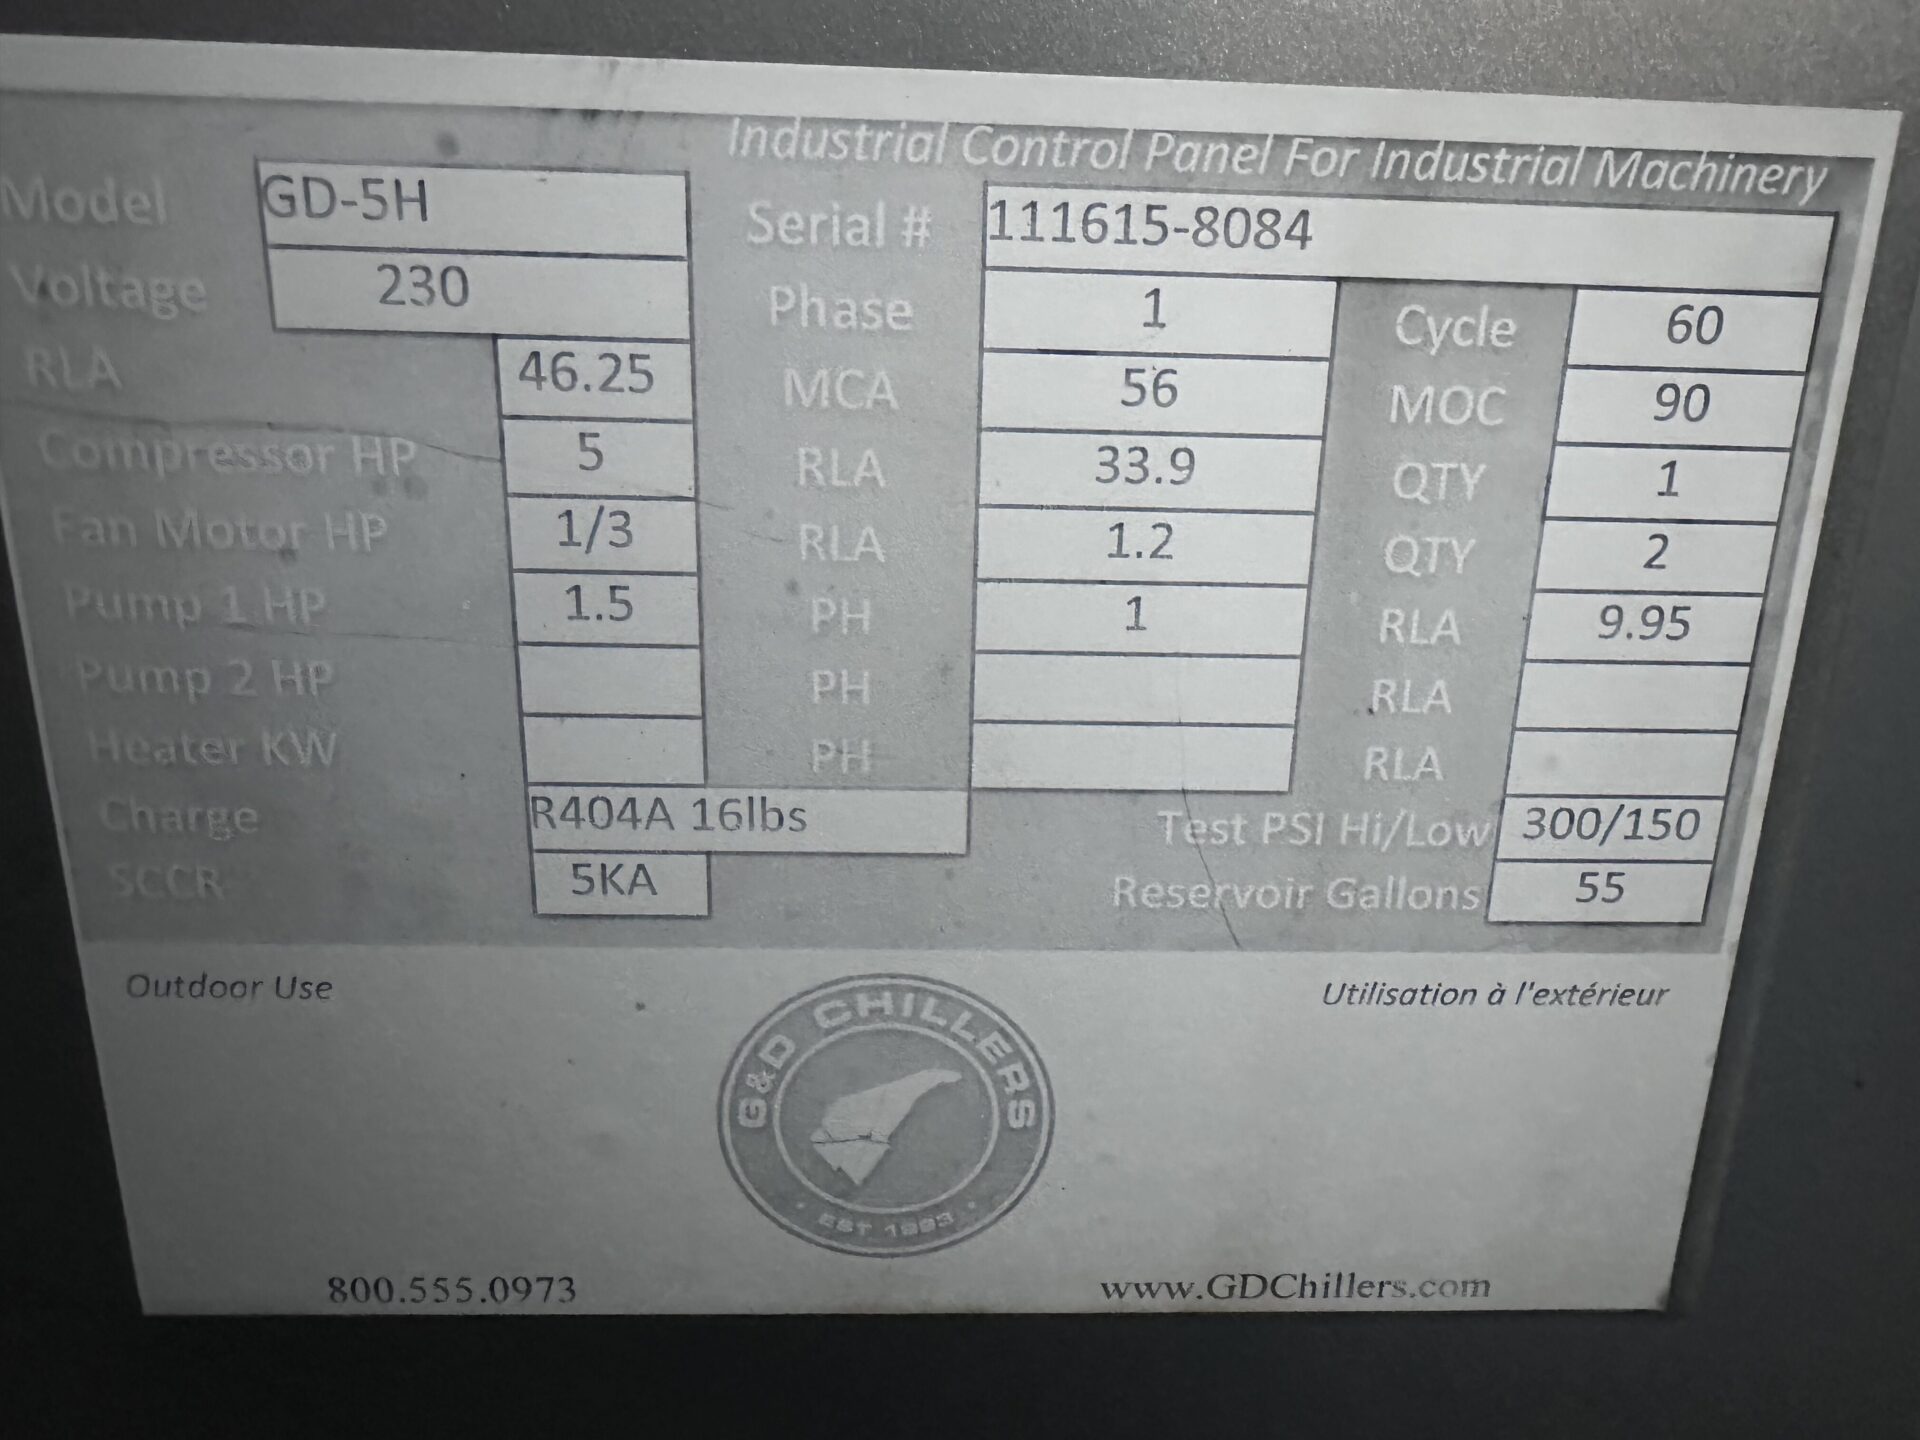 Industrial Control Panel For Industrial Machinery
Model GD-5H Serial # 111615-8084
Voltage 230 Phase 1 Cycle 60
RLA 46.25 MCA 56 MOC 90
Compressor HP 5 RLA 33.9 QTY 1
Fan Motor HP 1/3 RLA 1.2 QTY 2
Pump 1 HP 1.5 PH 1 RLA 9.95
Pump 2 HP PH RLA
Heater KW PH RLA
Charge R404A 16lbs Test PSI Hi/Low 300/150
SCCR 5KA Reservoir Gallons 55
Outdoor Use Utilisation à l'extérieur
G&D CHILLERS
EST 1993
800.555.0973 www.GDChillers.com